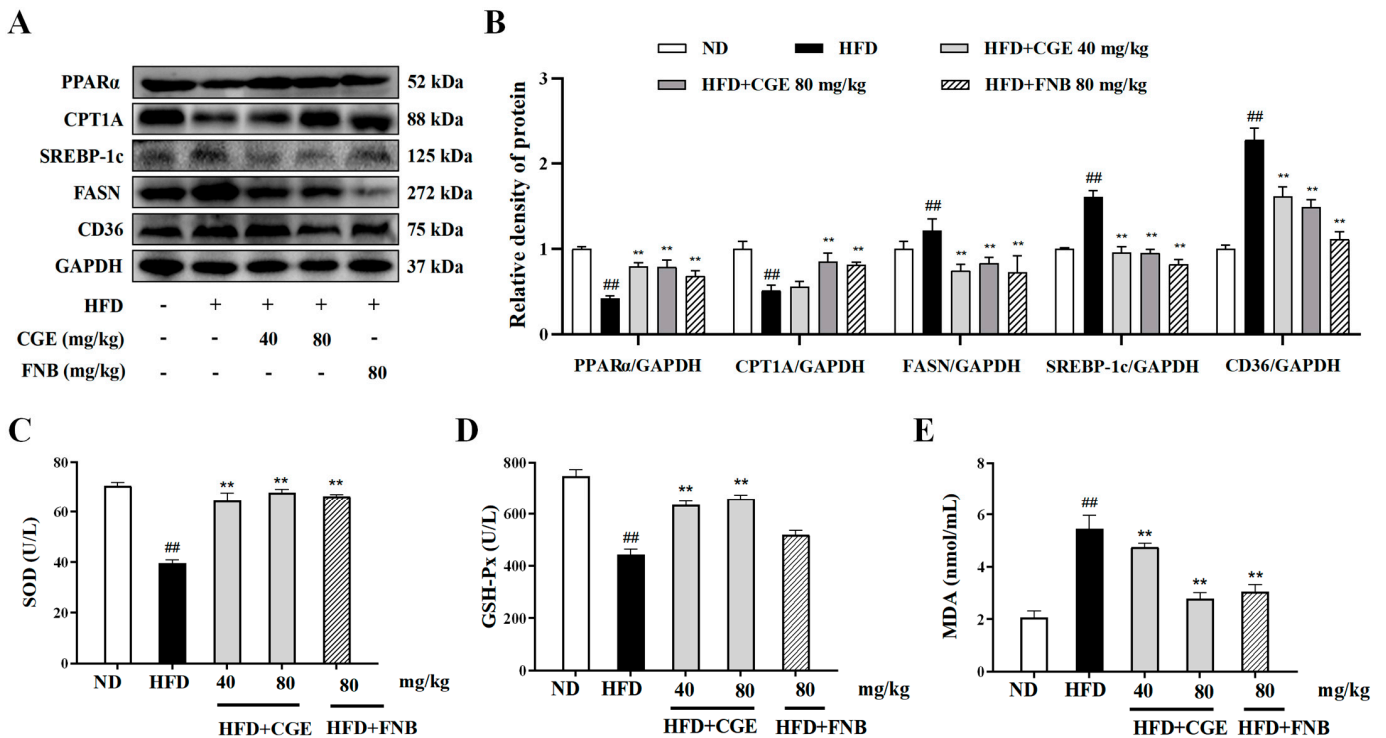 A
PPARα 52 kDa
CPT1A 88 kDa
SREBP-1c 125 kDa
FASN 272 kDa
CD36 75 kDa
GAPDH 37 kDa
HFD - + + + +
CGE (mg/kg) - - 40 80 -
FNB (mg/kg) - - - - 80
B
ND HFD HFD+CGE 40 mg/kg
HFD+CGE 80 mg/kg HFD+FNB 80 mg/kg
Relative density of protein
3
2
1
0
## ** ** **
## ** **
## ** ** **
## ** ** **
## ** ** **
PPARα/GAPDH CPT1A/GAPDH FASN/GAPDH SREBP-1c/GAPDH CD36/GAPDH
C
SOD (U/L)
80
60
40
20
0
## ** ** **
ND HFD 40 80 80 mg/kg
HFD+CGE HFD+FNB
D
GSH-Px (U/L)
800
600
400
200
0
## ** **
ND HFD 40 80 80 mg/kg
HFD+CGE HFD+FNB
E
MDA (nmol/mL)
8
6
4
2
0
## ** ** **
ND HFD 40 80 80 mg/kg
HFD+CGE HFD+FNB